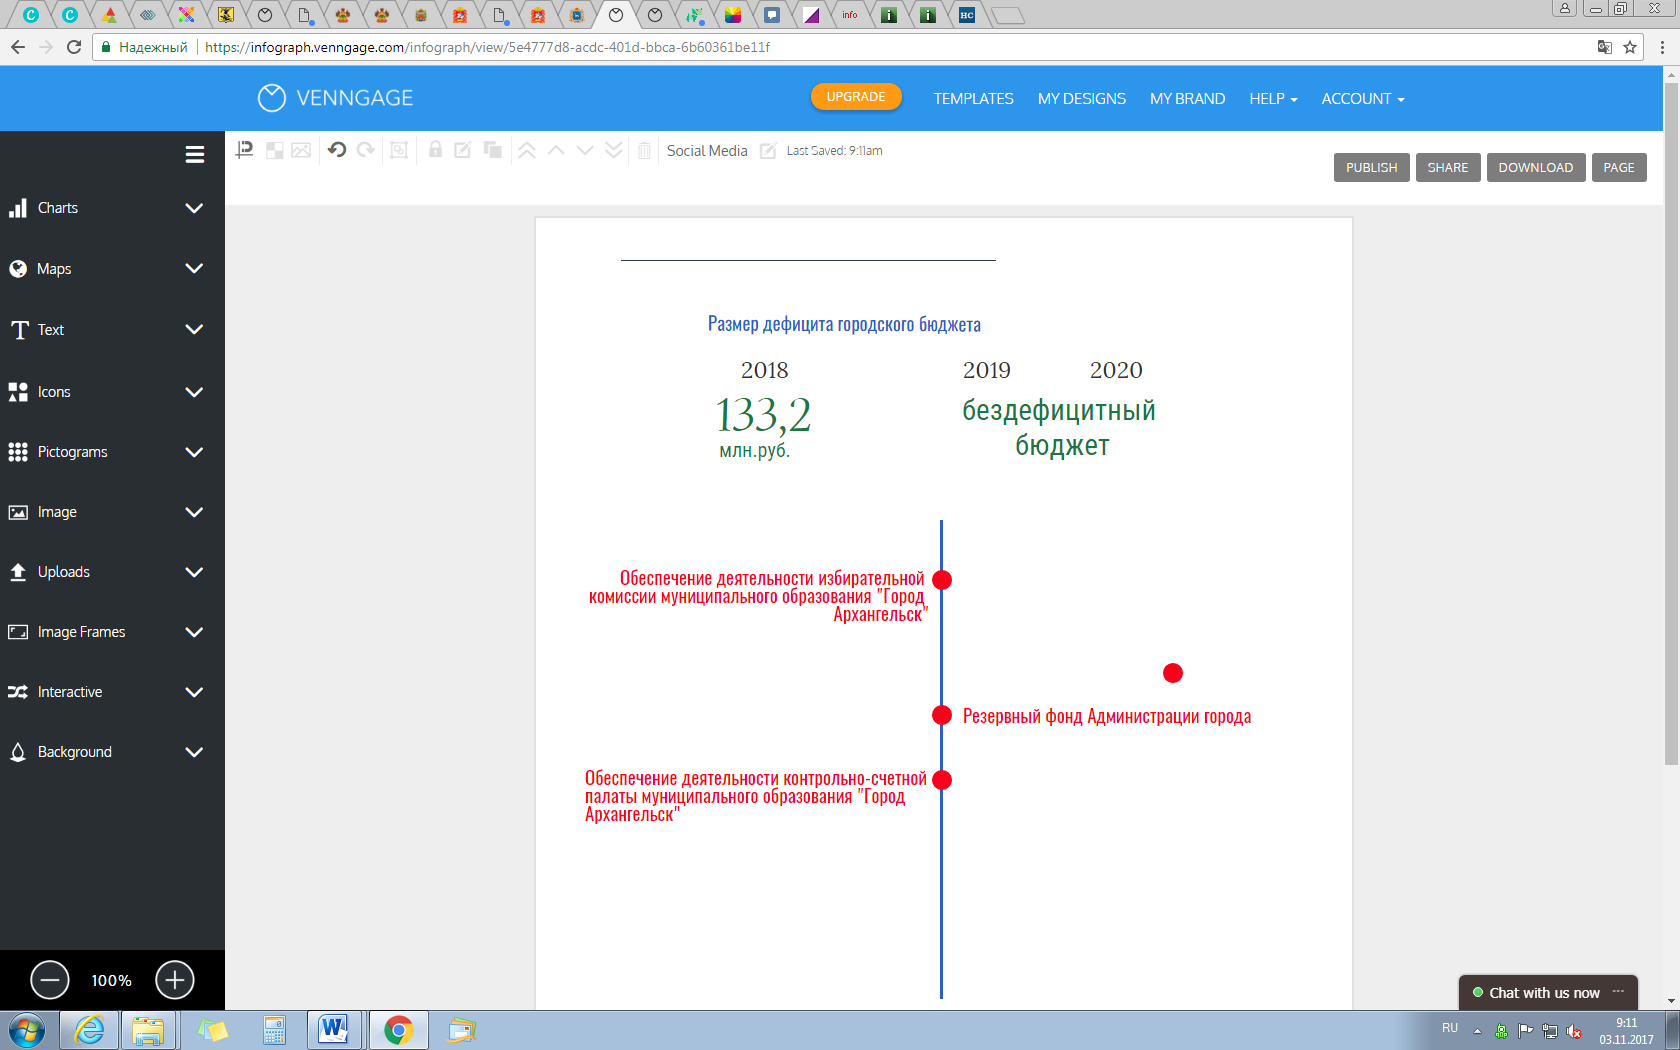 info
HC
Надежный
https://infograph.venngage.com/infograph/view/5e4777d8-acdc-401d-bbca-6b60361be11f
VENNGAGE
UPGRADE
TEMPLATES
MY DESIGNS
MY BRAND
HELP
ACCOUNT
Social Media
Last Saved: 9:11am
PUBLISH
SHARE
DOWNLOAD
PAGE
Charts
Maps
Text
Icons
Pictograms
Image
Uploads
Image Frames
Interactive
Background
100%
Размер дефицита городского бюджета
2018
2019
2020
133,2
млн.руб.
бездефицитный
бюджет
Обеспечение деятельности избирательной
комиссии муниципального образования "Город
Архангельск"
Резервный фонд Администрации города
Обеспечение деятельности контрольно-счетной
палаты муниципального образования "Город
Архангельск"
Chat with us now
RU
9:11
03.11.2017